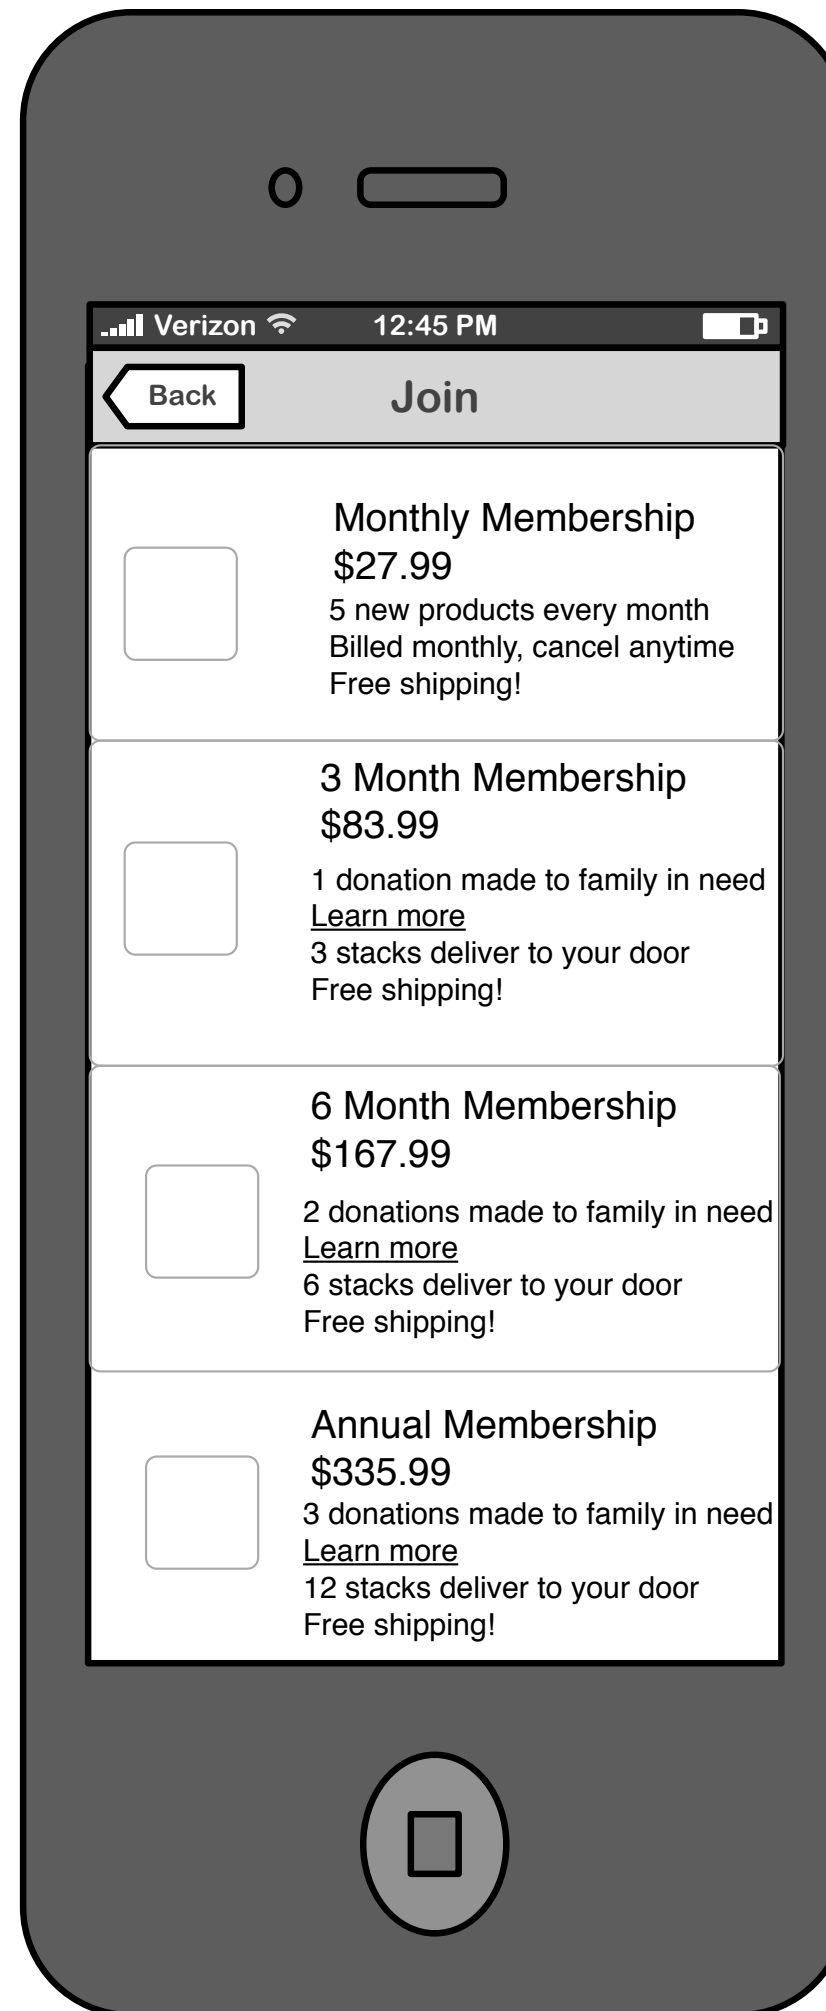 Verizon 12:45 PM
Back Join
Monthly Membership
$27.99
5 new products every month
Billed monthly, cancel anytime
Free shipping!
3 Month Membership
$83.99
1 donation made to family in need
Learn more
3 stacks deliver to your door
Free shipping!
6 Month Membership
$167.99
2 donations made to family in need
Learn more
6 stacks deliver to your door
Free shipping!
Annual Membership
$335.99
3 donations made to family in need
Learn more
12 stacks deliver to your door
Free shipping!